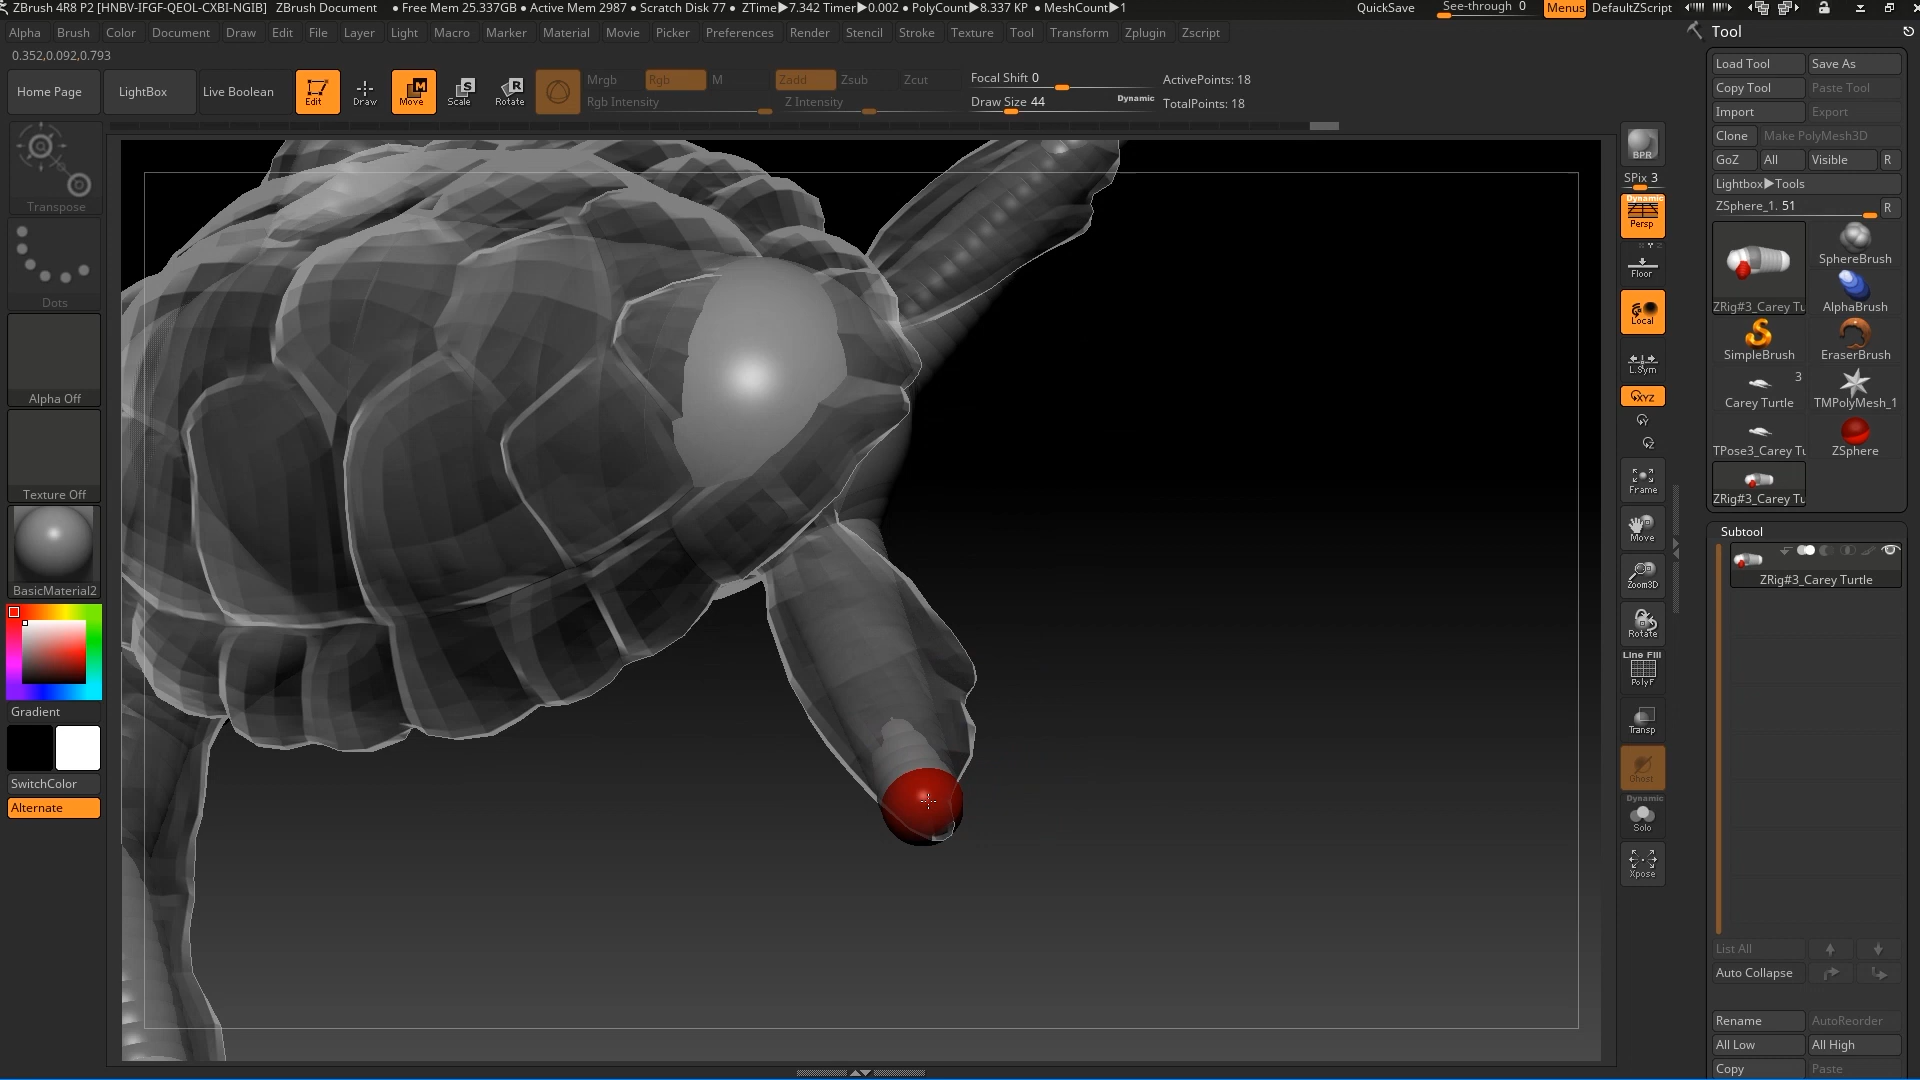 ZBrush 4R8 P2 [HNBV-IFGF-QEOL-CXBI-NGIB] ZBrush Document • Free Mem 25.337GB • Active Mem 2987 • Scratch Disk 77 • ZTime▶7.342 Timer▶0.002 • PolyCount▶8.337 KP • MeshCount▶1 QuickSave See-through 0 Menus DefaultZScript
Alpha Brush Color Document Draw Edit File Layer Light Macro Marker Material Movie Picker Preferences Render Stencil Stroke Texture Tool Transform Zplugin Zscript
Tool
0.352,0.092,0.793
Load Tool Save As
Copy Tool Paste Tool
Import Export
Clone Make PolyMesh3D
GoZ All Visible R
Lightbox▶Tools
ZSphere_1. 51 R
Home Page LightBox Live Boolean Edit Draw Move Scale Rotate
Mrgb Rgb M Zadd Zsub Zcut
Rgb Intensity Z Intensity
Focal Shift 0
Draw Size 44 Dynamic
ActivePoints: 18
TotalPoints: 18
Transpose
Dots
Alpha Off
Texture Off
BasicMaterial2
Gradient
SwitchColor
Alternate
BPR
SPix 3
Dynamic
Persp
Floor
Local
L.Sym
XYZ
Frame
Move
Zoom3D
Rotate
Line Fill
PolyF
Transp
Ghost
Dynamic
Solo
Xpose
ZRig#3_Carey Tu SphereBrush
AlphaBrush
SimpleBrush EraserBrush
3
Carey Turtle TMPolyMesh_1
TPose3_Carey Tu ZSphere
ZRig#3_Carey Tu
Subtool
ZRig#3_Carey Turtle
List All
Auto Collapse
Rename AutoReorder
All Low All High
Copy Paste